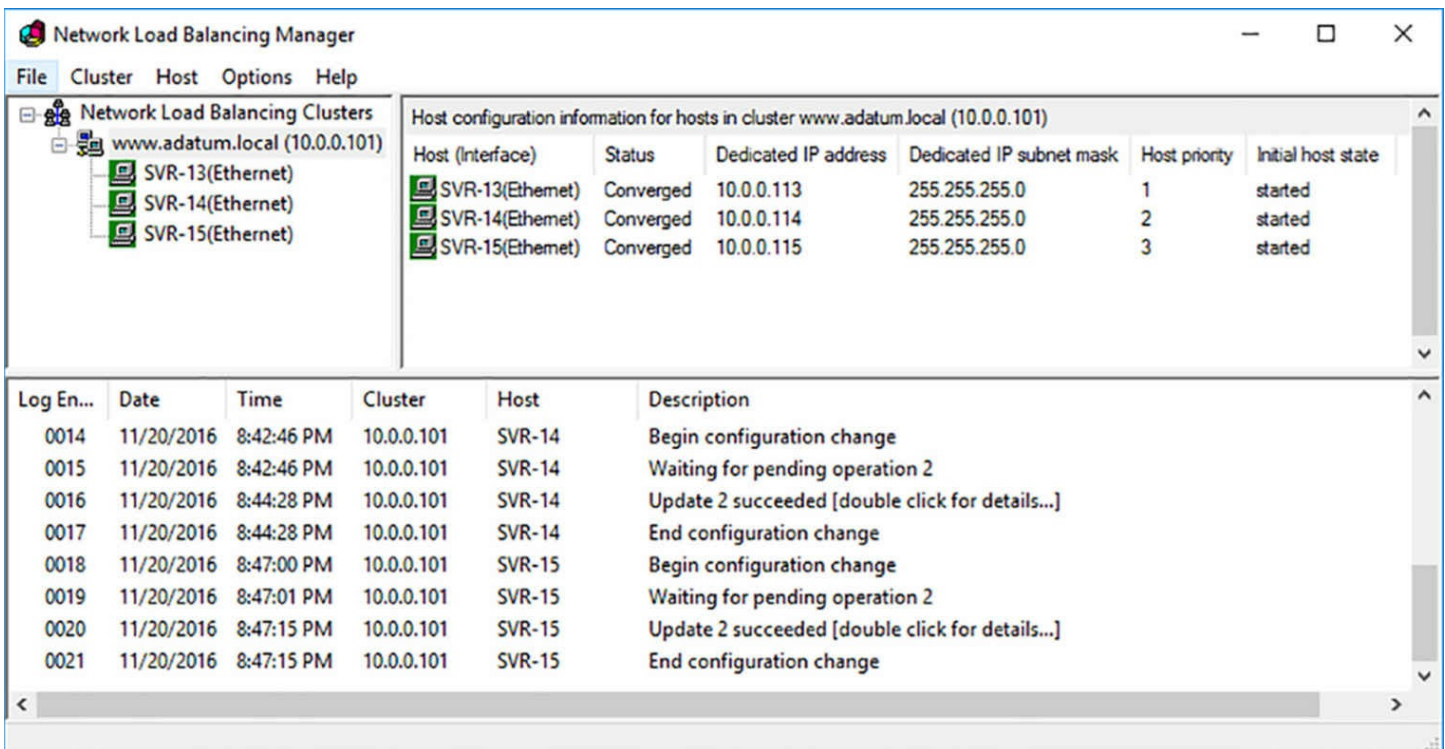 Network Load Balancing Manager
File Cluster Host Options Help
Network Load Balancing Clusters
www.adatum.local (10.0.0.101)
SVR-13(Ethernet)
SVR-14(Ethernet)
SVR-15(Ethernet)
Host configuration information for hosts in cluster www.adatum.local (10.0.0.101)
Host (Interface) Status Dedicated IP address Dedicated IP subnet mask Host priority Initial host state
SVR-13(Ethernet) Converged 10.0.0.113 255.255.255.0 1 started
SVR-14(Ethernet) Converged 10.0.0.114 255.255.255.0 2 started
SVR-15(Ethernet) Converged 10.0.0.115 255.255.255.0 3 started
Log En... Date Time Cluster Host Description
0014 11/20/2016 8:42:46 PM 10.0.0.101 SVR-14 Begin configuration change
0015 11/20/2016 8:42:46 PM 10.0.0.101 SVR-14 Waiting for pending operation 2
0016 11/20/2016 8:44:28 PM 10.0.0.101 SVR-14 Update 2 succeeded [double click for details...]
0017 11/20/2016 8:44:28 PM 10.0.0.101 SVR-14 End configuration change
0018 11/20/2016 8:47:00 PM 10.0.0.101 SVR-15 Begin configuration change
0019 11/20/2016 8:47:01 PM 10.0.0.101 SVR-15 Waiting for pending operation 2
0020 11/20/2016 8:47:15 PM 10.0.0.101 SVR-15 Update 2 succeeded [double click for details...]
0021 11/20/2016 8:47:15 PM 10.0.0.101 SVR-15 End configuration change